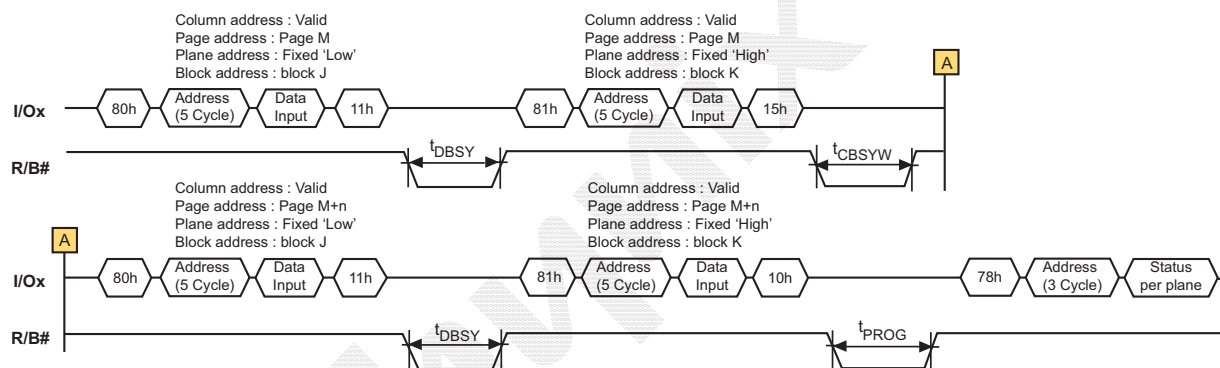 Column address : Valid
Page address : Page M
Plane address : Fixed ‘Low’
Block address : block J
Column address : Valid
Page address : Page M
Plane address : Fixed ‘High’
Block address : block K
A
I/Ox
80h
Address
(5 Cycle)
Data
Input
11h
81h
Address
(5 Cycle)
Data
Input
15h
R/B#
tDBSY
tCBSYW
Column address : Valid
Page address : Page M+n
Plane address : Fixed ‘Low’
Block address : block J
Column address : Valid
Page address : Page M+n
Plane address : Fixed ‘High’
Block address : block K
A
I/Ox
80h
Address
(5 Cycle)
Data
Input
11h
81h
Address
(5 Cycle)
Data
Input
10h
78h
Address
(3 Cycle)
Status
per plane
R/B#
tDBSY
tPROG